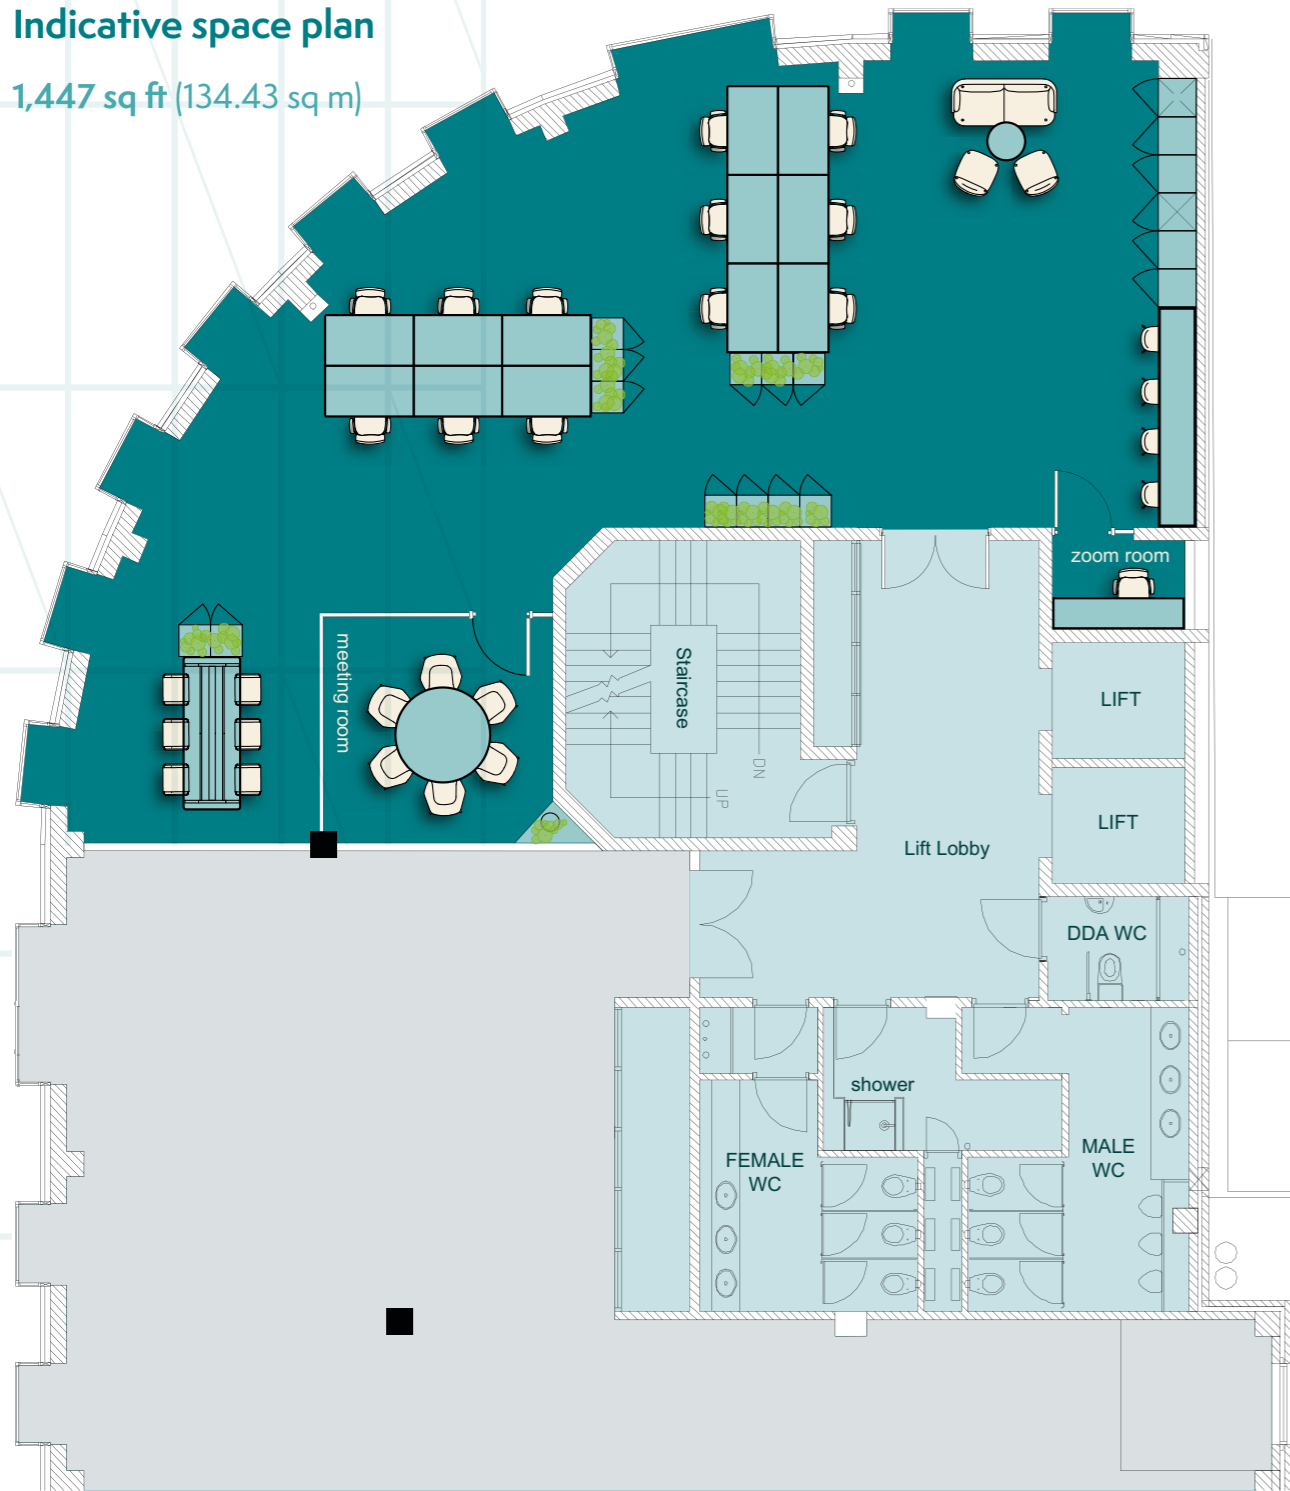 Indicative space plan
1,447 sq ft (134.43 sq m)
zoom room
meeting room
Staircase
DN
UP
LIFT
LIFT
Lift Lobby
DDA WC
shower
FEMALE
WC
MALE
WC